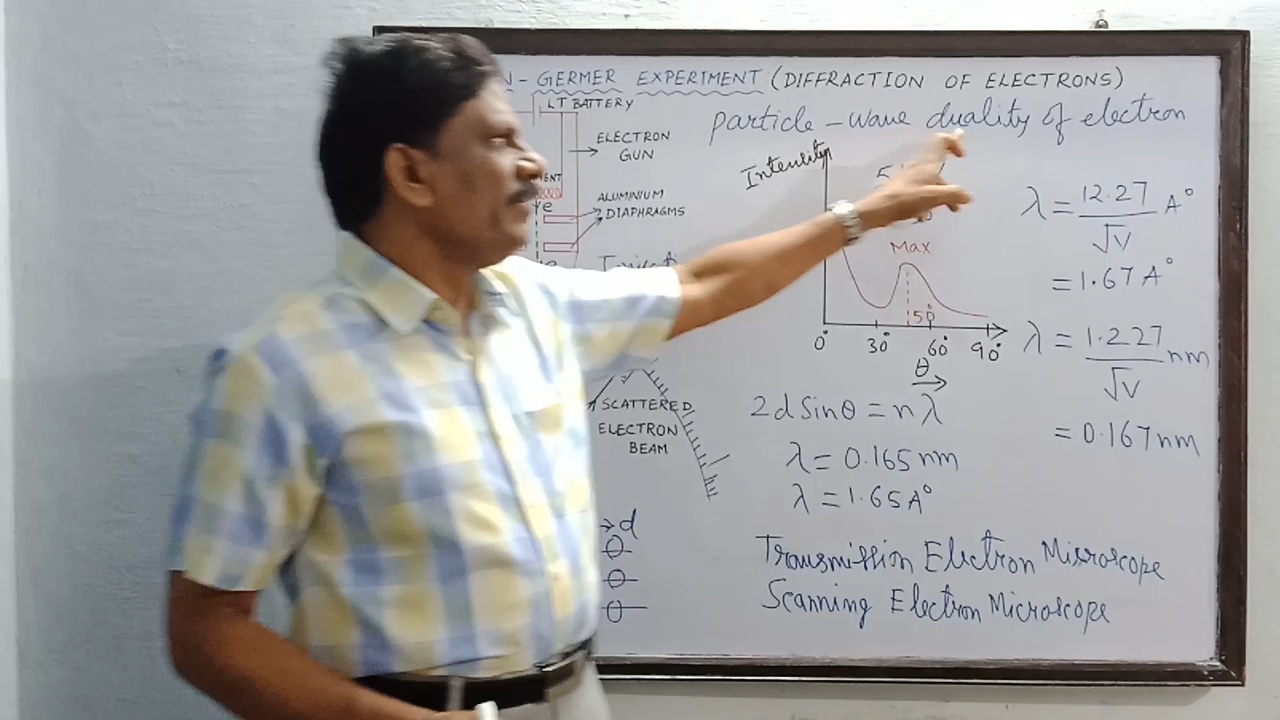 N - GERMER EXPERIMENT (DIFFRACTION OF ELECTRONS)
LT BATTERY
particle - wave duality of electron
ELECTRON
GUN
Intensity
MENT
e
ALUMINIUM
DIAPHRAGMS
λ = 12.27 / √V A°
= 1.67 A°
Max
50°
0° 30° 60° 90°
θ
λ = 1.227 / √V nm
= 0.167 nm
2d Sinθ = nλ
λ = 0.165 nm
λ = 1.65 A°
SCATTERED
ELECTRON
BEAM
d
Transmission Electron Miscroscope
Scanning Electron Microscope